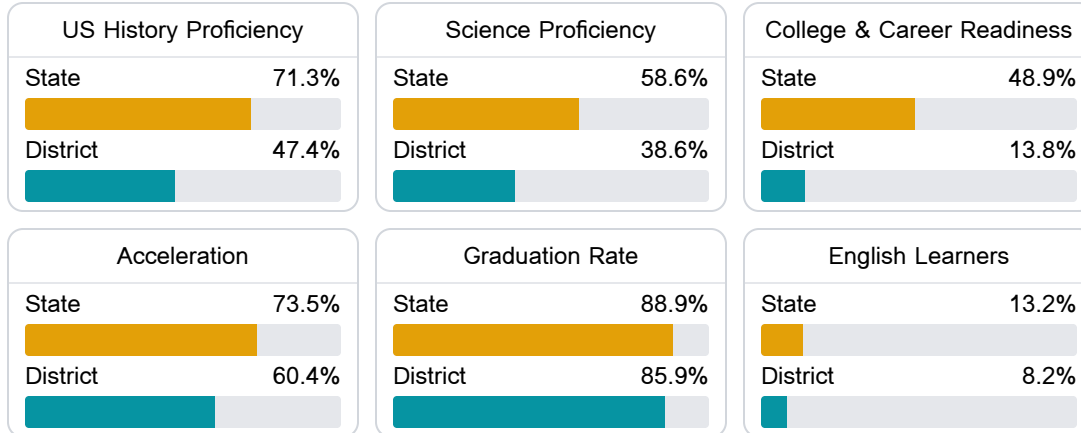 US History Proficiency
State 71.3%
District 47.4%
Science Proficiency
State 58.6%
District 38.6%
College & Career Readiness
State 48.9%
District 13.8%
Acceleration
State 73.5%
District 60.4%
Graduation Rate
State 88.9%
District 85.9%
English Learners
State 13.2%
District 8.2%